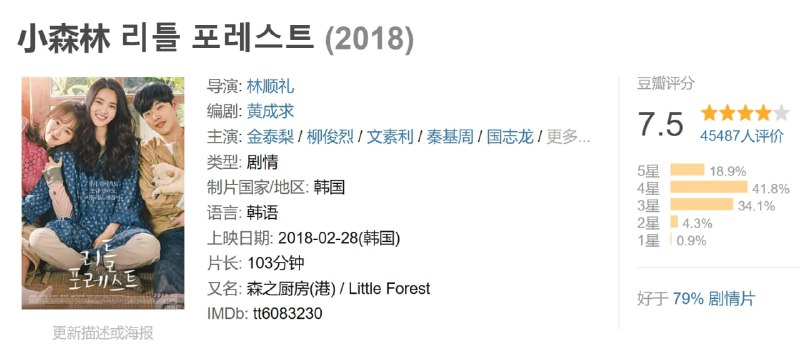 小森林 리틀 포레스트 (2018)
导演: 林顺礼
编剧: 黄成求
主演: 金泰梨 / 柳俊烈 / 文素利 / 秦基周 / 国志龙 / 更多...
类型: 剧情
制片国家/地区: 韩国
语言: 韩语
上映日期: 2018-02-28(韩国)
片长: 103分钟
又名: 森之厨房(港) / Little Forest
IMDb: tt6083230
리틀
포레스트
更新描述或海报
豆瓣评分
7.5
45487人评价
5星 18.9%
4星 41.8%
3星 34.1%
2星 4.3%
1星 0.9%
好于 79% 剧情片